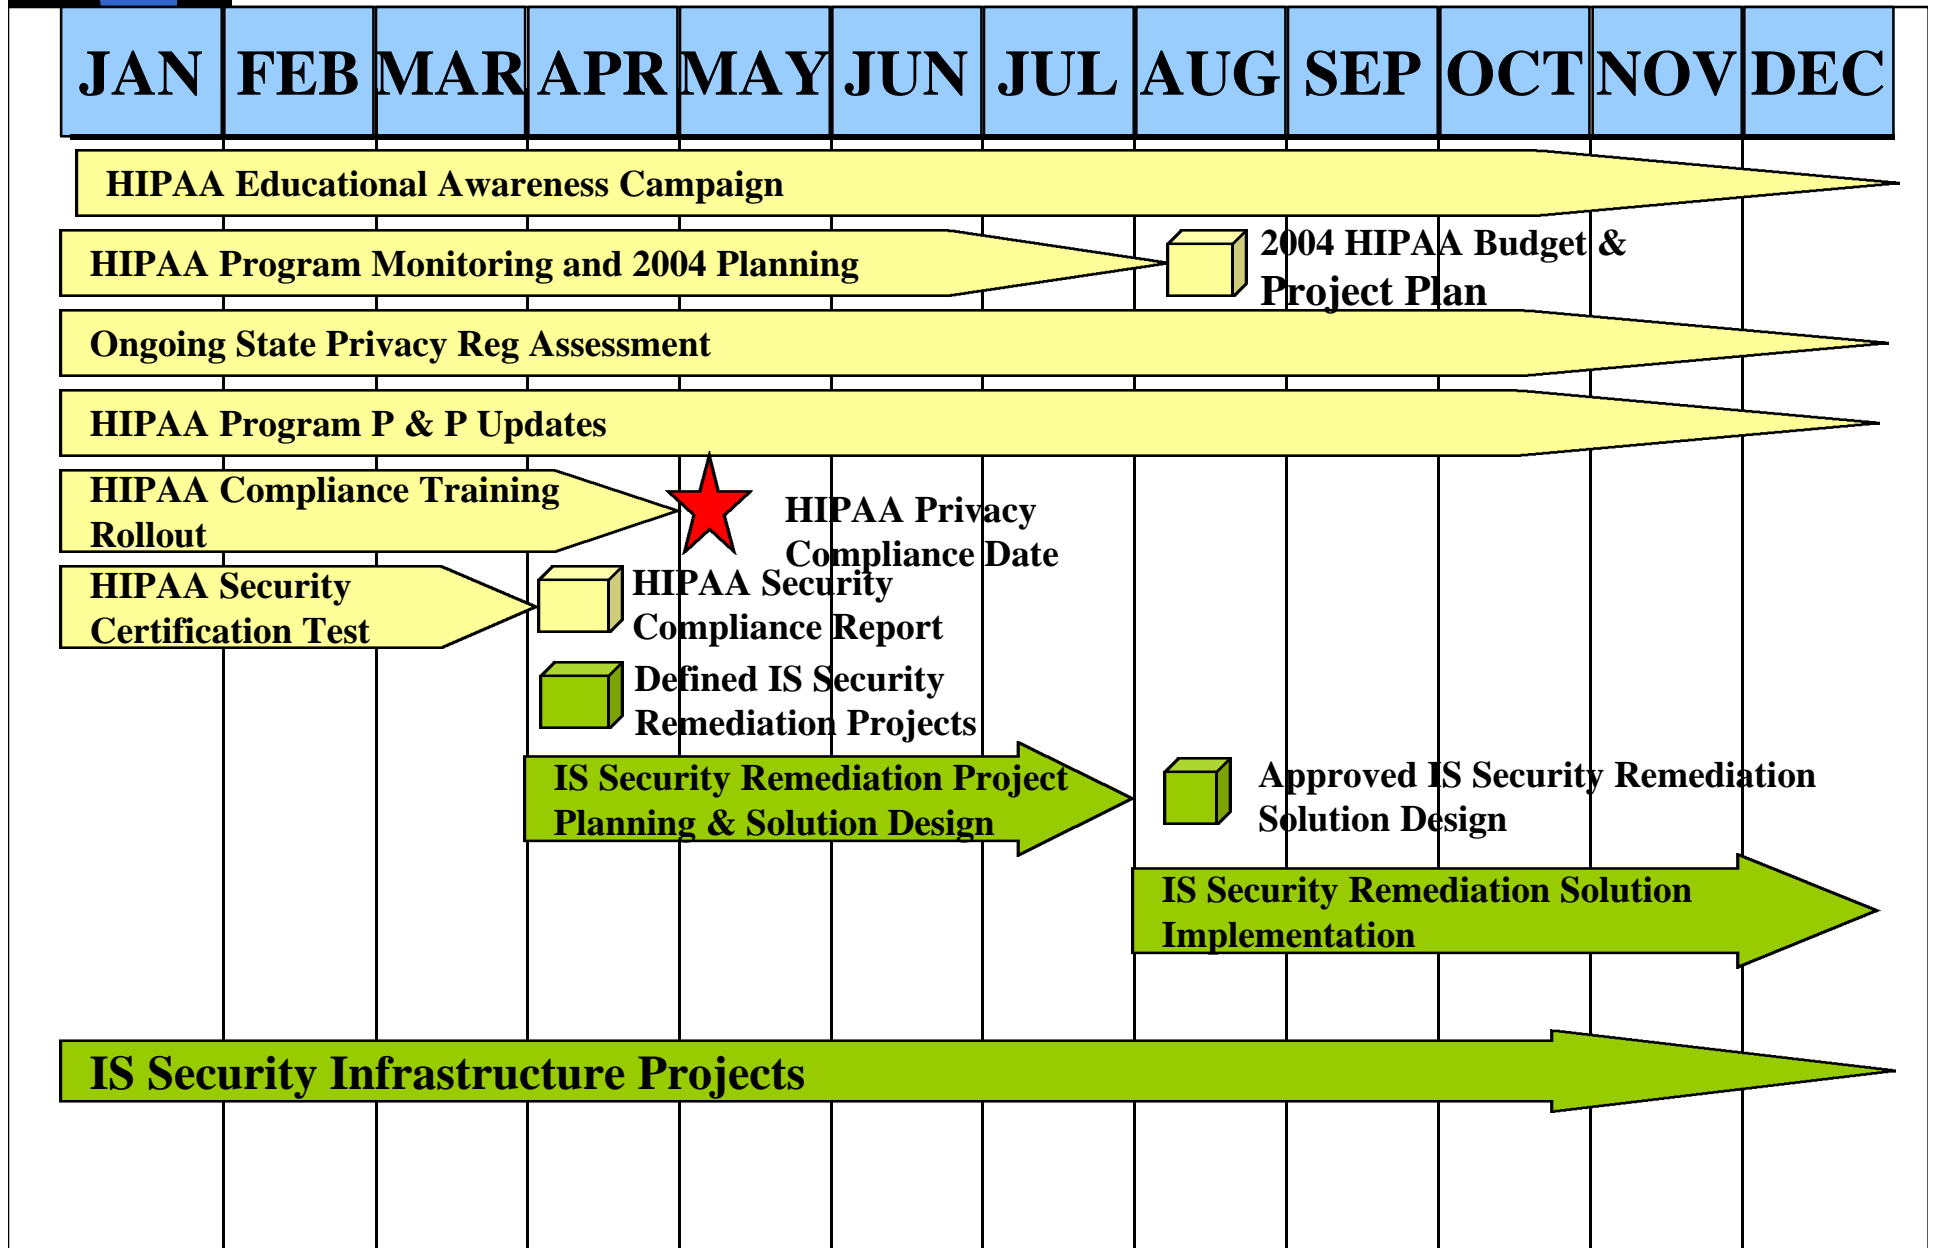 JAN FEB MAR APR MAY JUN JUL AUG SEP OCT NOV DEC
HIPAA Educational Awareness Campaign
HIPAA Program Monitoring and 2004 Planning
2004 HIPAA Budget &
Project Plan
Ongoing State Privacy Reg Assessment
HIPAA Program P & P Updates
HIPAA Compliance Training
Rollout
HIPAA Privacy
Compliance Date
HIPAA Security
Certification Test
HIPAA Security
Compliance Report
Defined IS Security
Remediation Projects
IS Security Remediation Project
Planning & Solution Design
Approved IS Security Remediation
Solution Design
IS Security Remediation Solution
Implementation
IS Security Infrastructure Projects